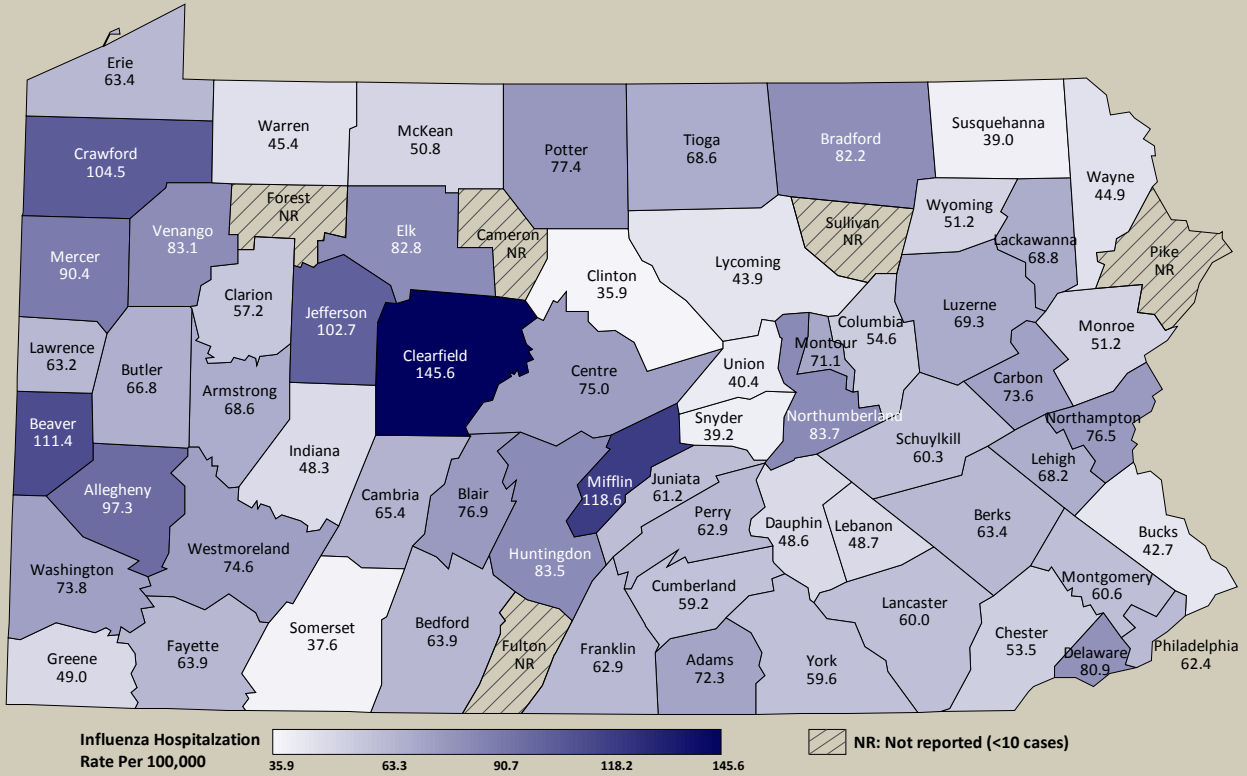 Erie
63.4
Crawford
104.5
Warren
45.4
McKean
50.8
Potter
77.4
Tioga
68.6
Bradford
82.2
Susquehanna
39.0
Wayne
44.9
Forest
NR
Venango
83.1
Mercer
90.4
Elk
82.8
Cameron
NR
Clinton
35.9
Lycoming
43.9
Sullivan
NR
Wyoming
51.2
Lackawanna
68.8
Pike
NR
Clarion
57.2
Jefferson
102.7
Luzerne
69.3
Columbia
54.6
Montour
71.1
Monroe
51.2
Lawrence
63.2
Butler
66.8
Armstrong
68.6
Clearfield
145.6
Centre
75.0
Union
40.4
Carbon
73.6
Beaver
111.4
Snyder
39.2
Northumberland
83.7
Northampton
76.5
Indiana
48.3
Schuylkill
60.3
Lehigh
68.2
Allegheny
97.3
Cambria
65.4
Blair
76.9
Mifflin
118.6
Juniata
61.2
Perry
62.9
Dauphin
48.6
Lebanon
48.7
Berks
63.4
Bucks
42.7
Washington
73.8
Westmoreland
74.6
Huntingdon
83.5
Cumberland
59.2
Montgomery
60.6
Lancaster
60.0
Greene
49.0
Fayette
63.9
Somerset
37.6
Bedford
63.9
Fulton
NR
Franklin
62.9
Adams
72.3
York
59.6
Chester
53.5
Delaware
80.9
Philadelphia
62.4
Influenza Hospitalzation
Rate Per 100,000
35.9 63.3 90.7 118.2 145.6
NR: Not reported (<10 cases)